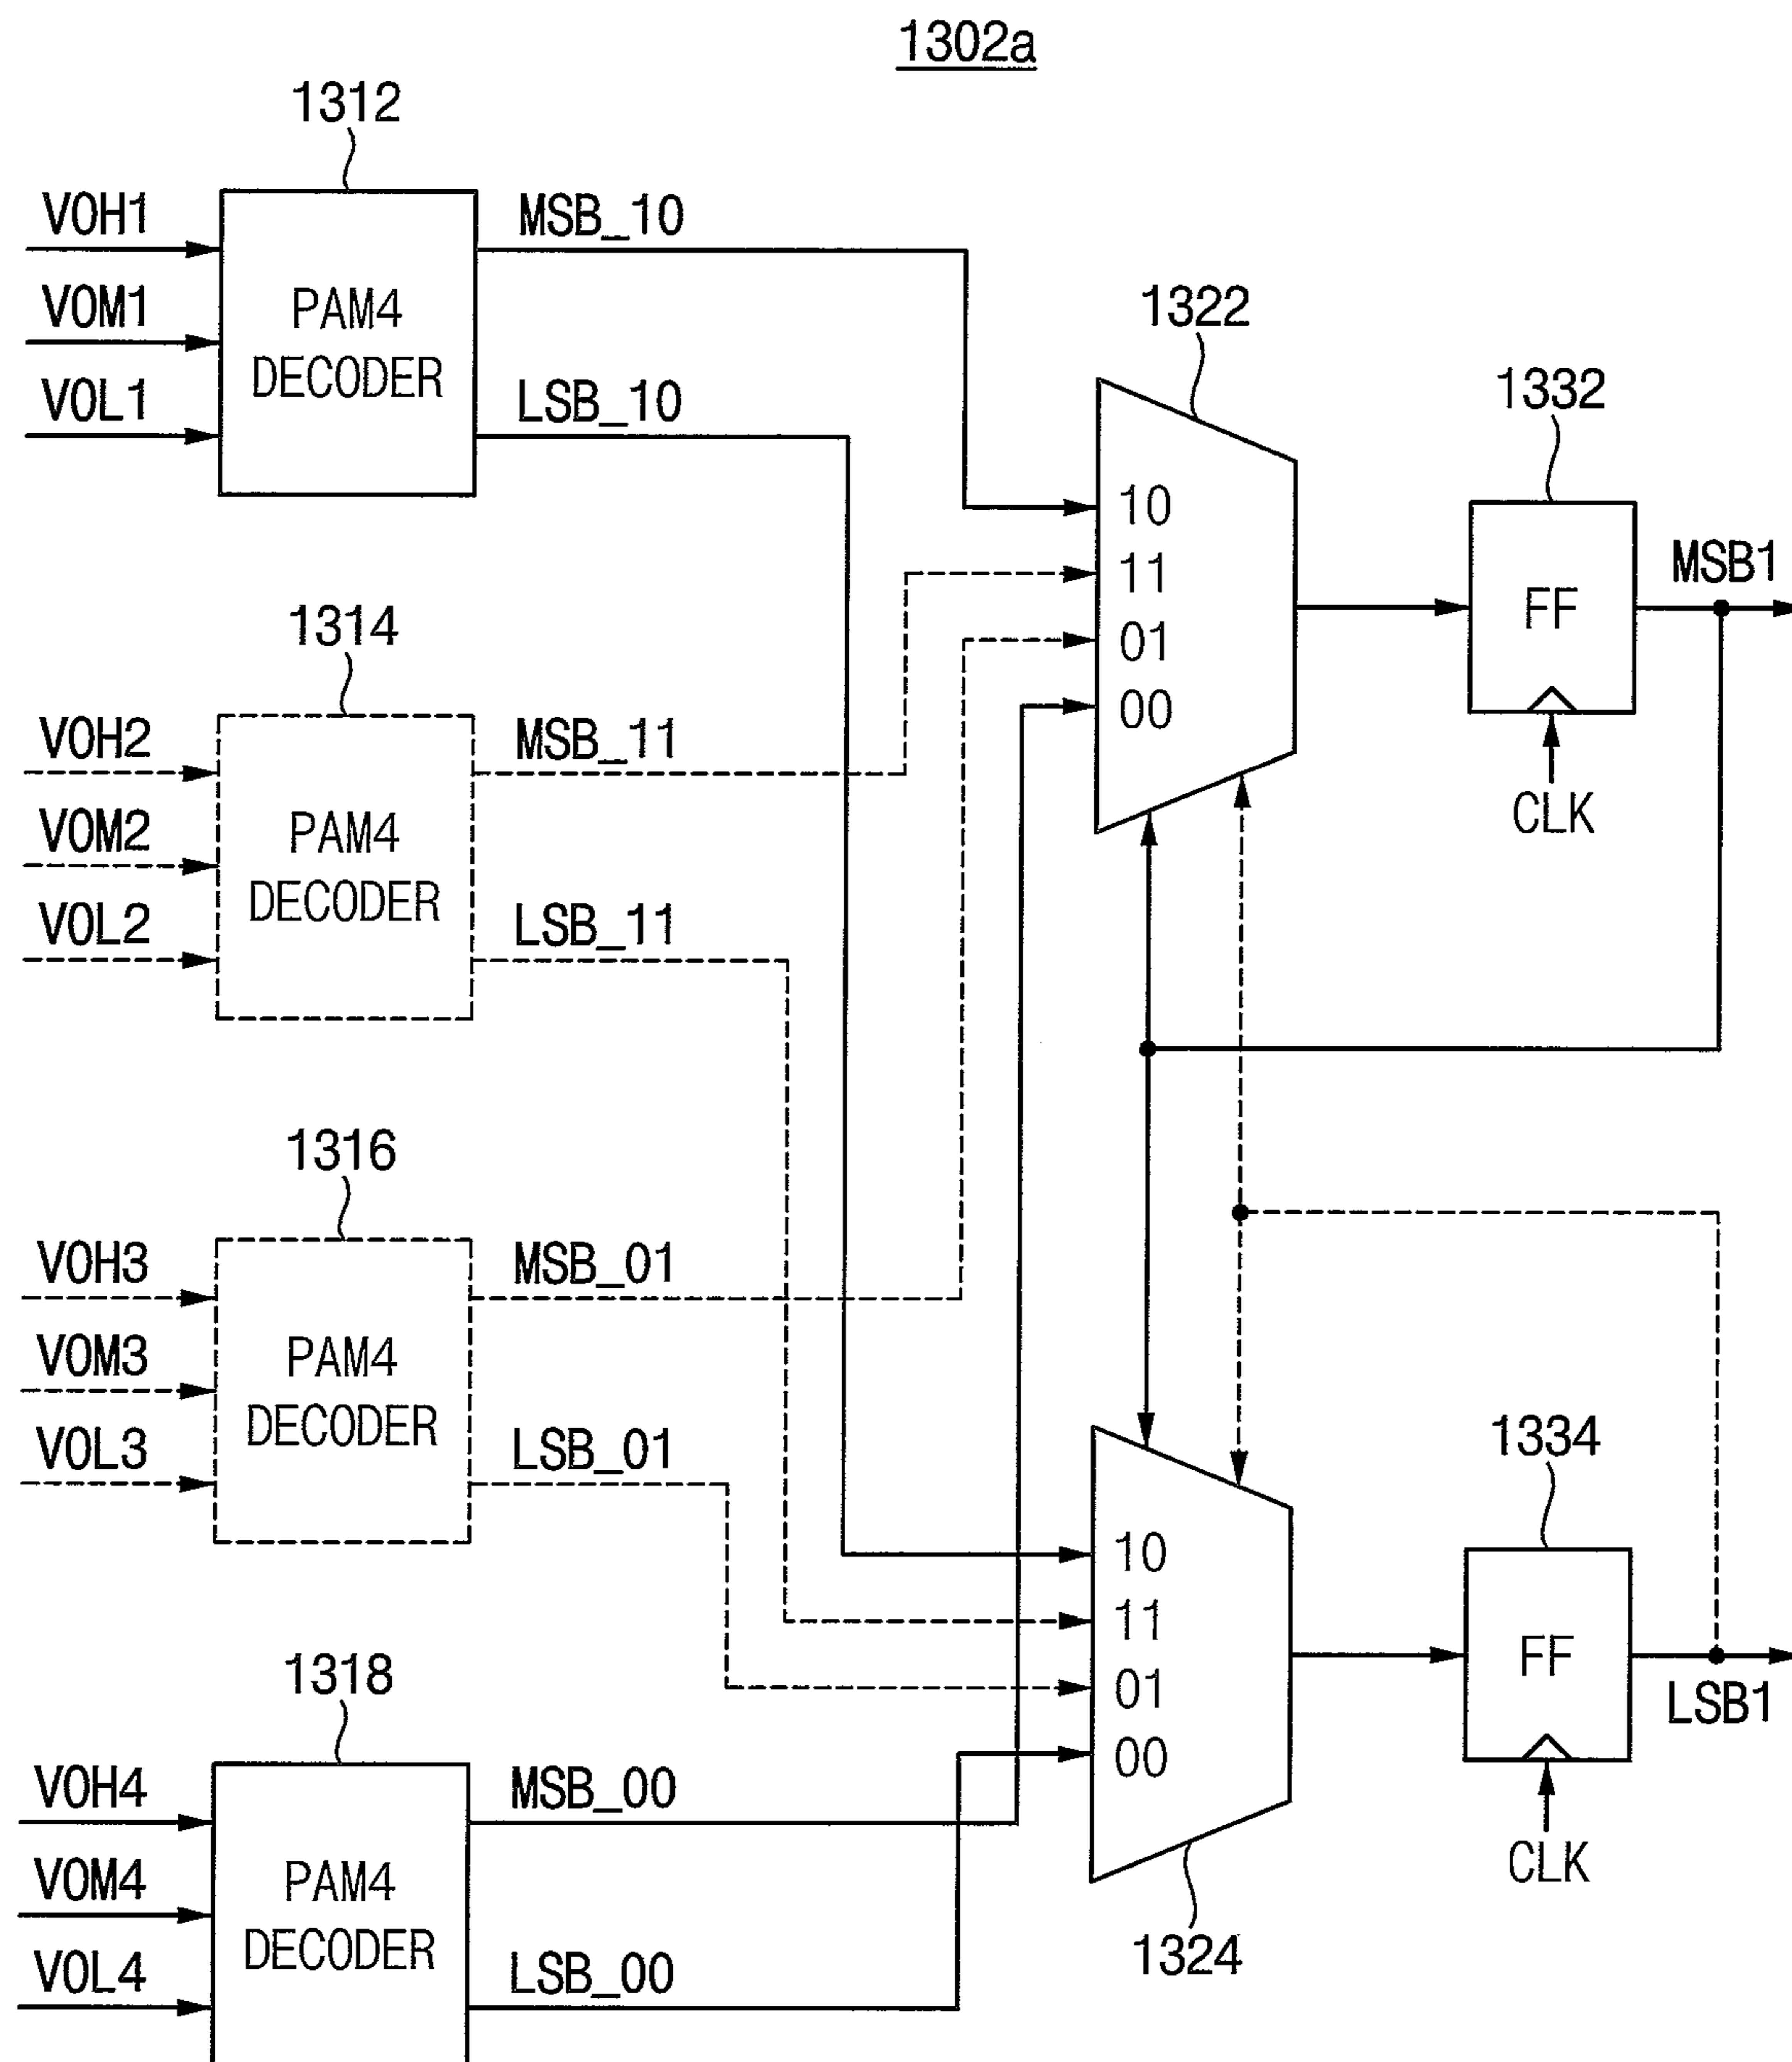 1302a
1312
VOH1
VOM1
VOL1
PAM4
DECODER
MSB_10
LSB_10
1322
10
11
01
00
1332
FF
CLK
MSB1
1314
VOH2
VOM2
VOL2
PAM4
DECODER
MSB_11
LSB_11
1316
VOH3
VOM3
VOL3
PAM4
DECODER
MSB_01
LSB_01
1324
10
11
01
00
1334
FF
CLK
LSB1
1318
VOH4
VOM4
VOL4
PAM4
DECODER
MSB_00
LSB_00